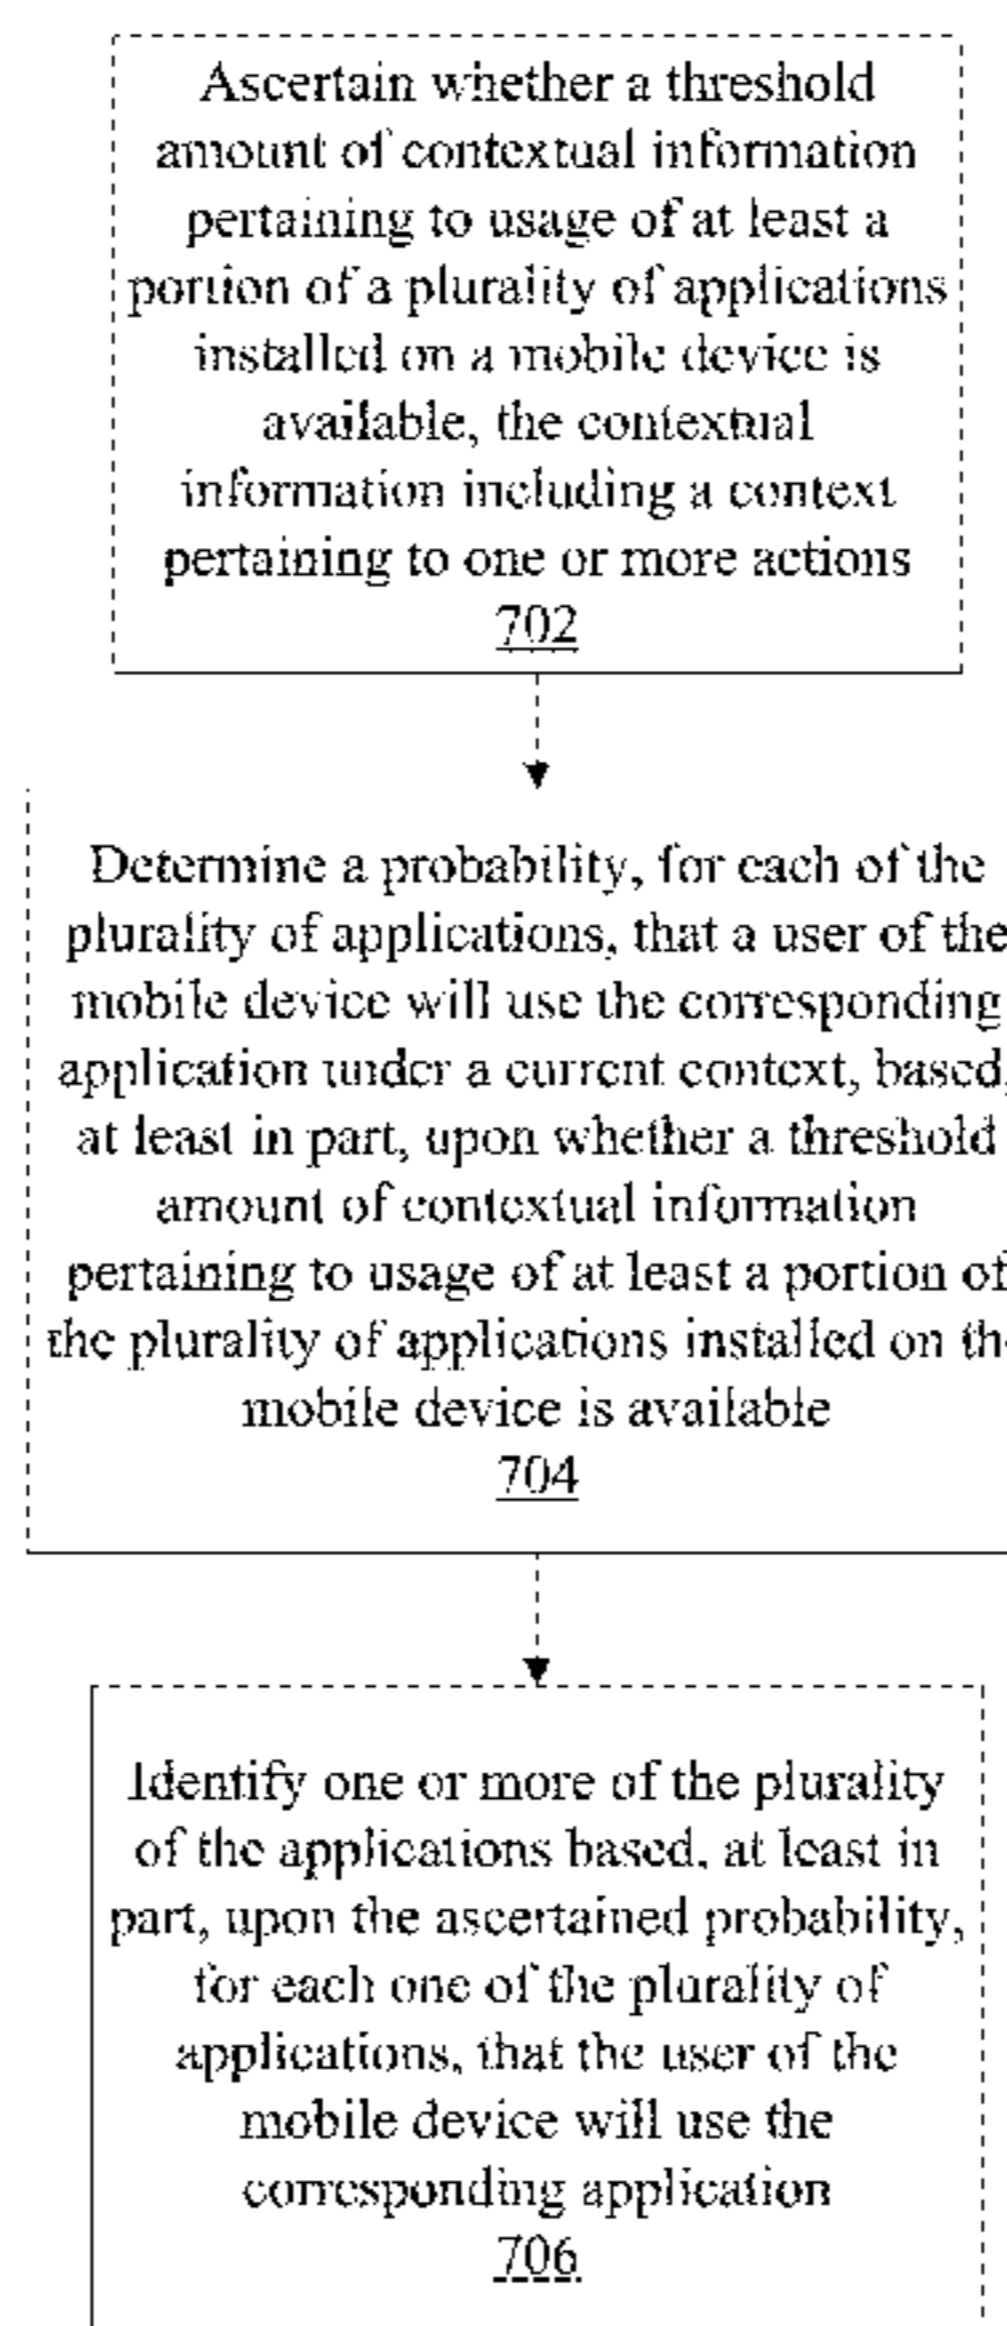 Ascertain whether a threshold
amount of contextual information
pertaining to usage of at least a
portion of a plurality of applications
installed on a mobile device is
available, the contextual
information including a context
pertaining to one or more actions
702
Determine a probability, for each of the
plurality of applications, that a user of the
mobile device will use the corresponding
application under a current context, based,
at least in part, upon whether a threshold
amount of contextual information
pertaining to usage of at least a portion of
the plurality of applications installed on the
mobile device is available
704
Identify one or more of the plurality
of the applications based, at least in
part, upon the ascertained probability,
for each one of the plurality of
applications, that the user of the
mobile device will use the
corresponding application
706